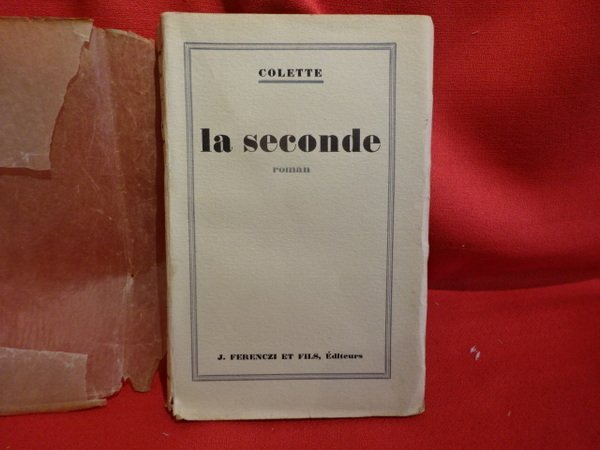 COLETTE
la seconde
roman
J. FERENCZI ET FILS, Éditeurs